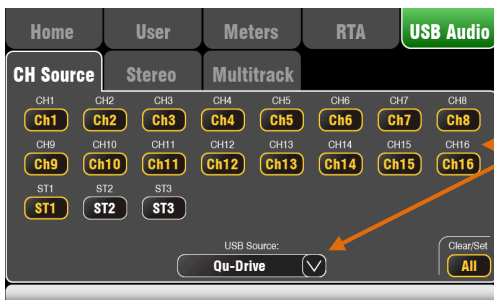 Home User Meters RTA USB Audio
CH Source Stereo Multitrack
CH1 CH2 CH3 CH4 CH5 CH6 CH7 CH8
Ch1 Ch2 Ch3 Ch4 Ch5 Ch6 Ch7 Ch8
CH9 CH10 CH11 CH12 CH13 CH14 CH15 CH16
Ch9 Ch10 Ch11 Ch12 Ch13 Ch14 Ch15 Ch16
ST1 ST2 ST3
ST1 ST2 ST3
USB Source: Clear/Set
Qu-Drive All